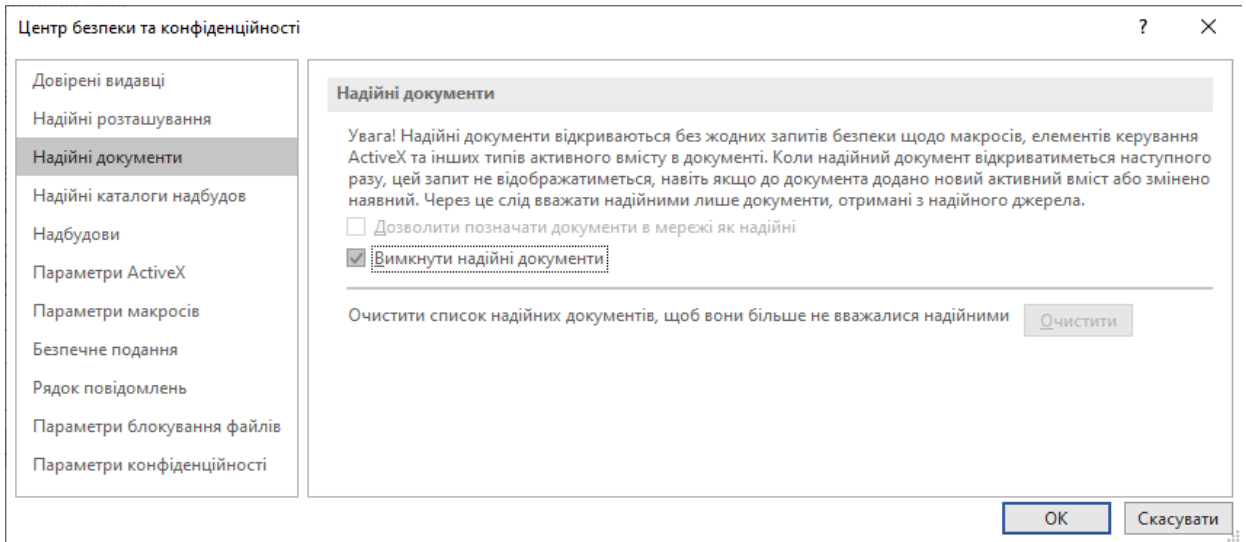 Центр безпеки та конфіденційності
?
Довірені видавці
Надійні розташування
Надійні документи
Надійні каталоги надбудов
Надбудови
Параметри ActiveX
Параметри макросів
Безпечне подання
Рядок повідомлень
Параметри блокування файлів
Параметри конфіденційності
Надійні документи
Увага! Надійні документи відкриваються без жодних запитів безпеки щодо макросів, елементів керування
ActiveX та інших типів активного вмісту в документі. Коли надійний документ відкриватиметься наступного
разу, цей запит не відображатиметься, навіть якщо до документа додано новий активний вміст або змінено
наявний. Через це слід вважати надійними лише документи, отримані з надійного джерела.
Дозволити позначати документи в мережі як надійні
Вимкнути надійні документи
Очистити список надійних документів, щоб вони більше не вважалися надійними
Очистити
ОК
Скасувати